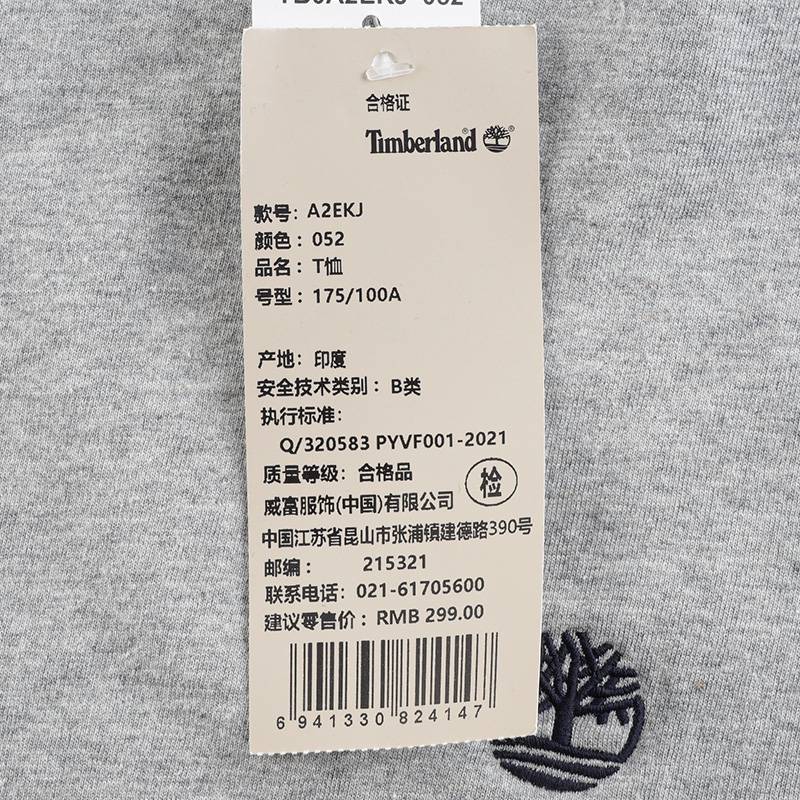 TB0A2EKJ 052
合格证
Timberland®
款号：A2EKJ
颜色：052
品名：T恤
号型：175/100A
产地：印度
安全技术类别：B类
执行标准：
Q/320583 PYVF001-2021
质量等级：合格品
检
威富服饰(中国)有限公司
中国江苏省昆山市张浦镇建德路390号
邮编：215321
联系电话：021-61705600
建议零售价：RMB 299.00
6 941330 824147